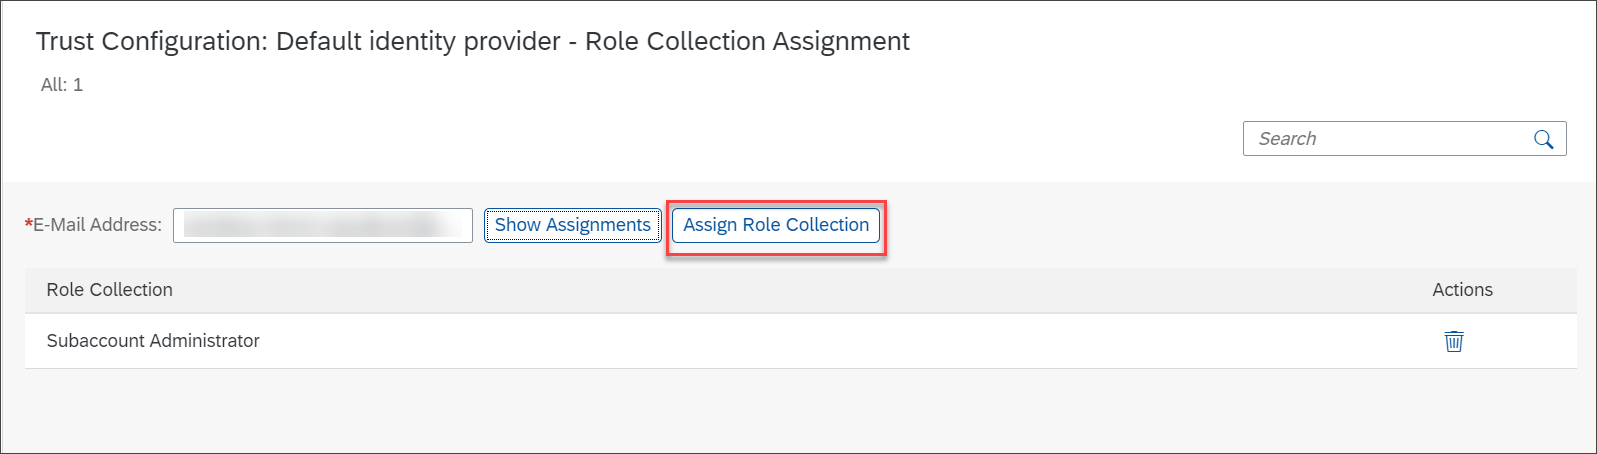 Trust Configuration: Default identity provider - Role Collection Assignment
All: 1
Search
*E-Mail Address: Show Assignments Assign Role Collection
Role Collection Actions
Subaccount Administrator